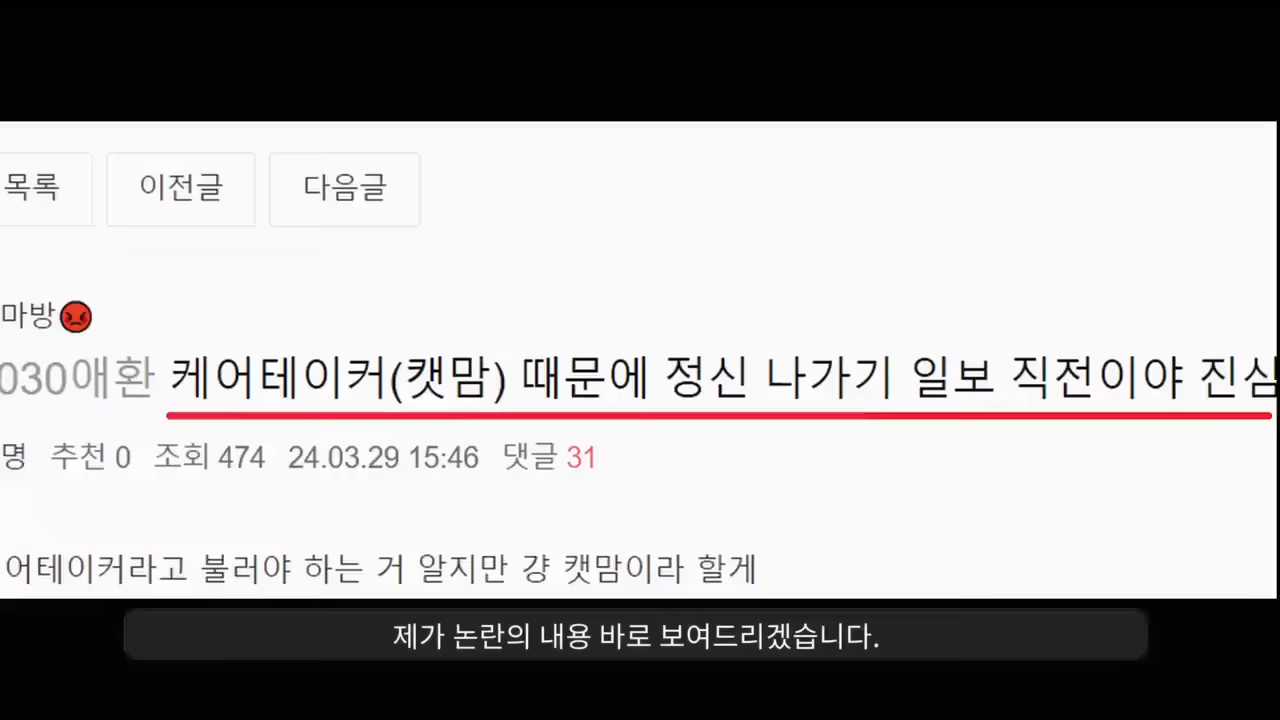 목록 이전글 다음글
마방😡
030애환 케어테이커(캣맘) 때문에 정신 나가기 일보 직전이야 진심
명 추천 0 조회 474 24.03.29 15:46 댓글 31
어테이커라고 불러야 하는 거 알지만 걍 캣맘이라 할게
제가 논란의 내용 바로 보여드리겠습니다.